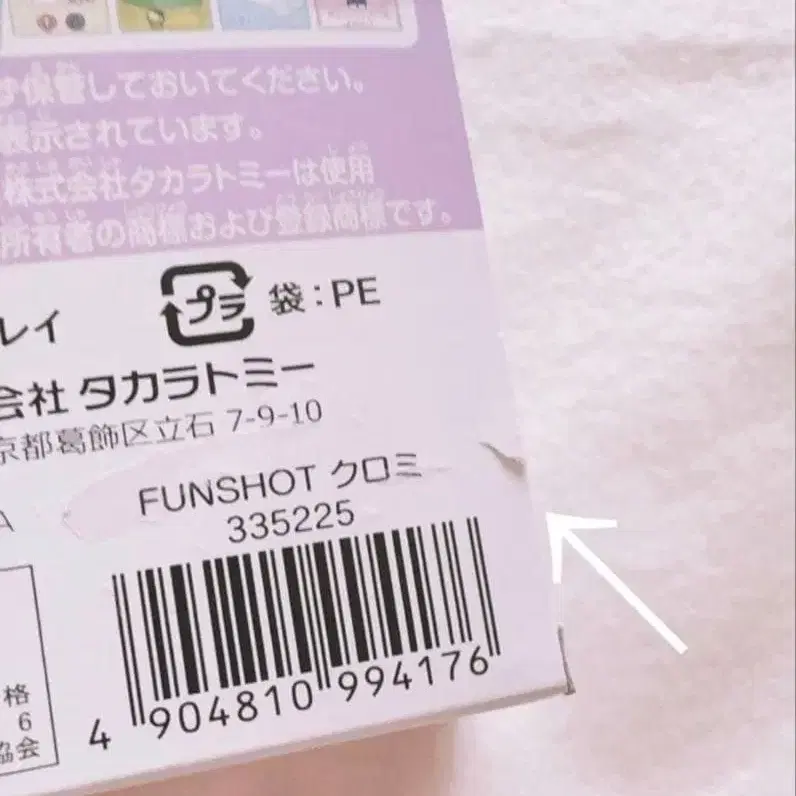 保管しておいてください。
表示されています。
株式会社タカラトミーは使用
所有者の商標および登録商標です。
レイ
プラ 袋：PE
会社 タカラトミー
京都葛飾区立石 7-9-10
FUNSHOT クロミ
335225
A
4 904810 994176
格
6
協会